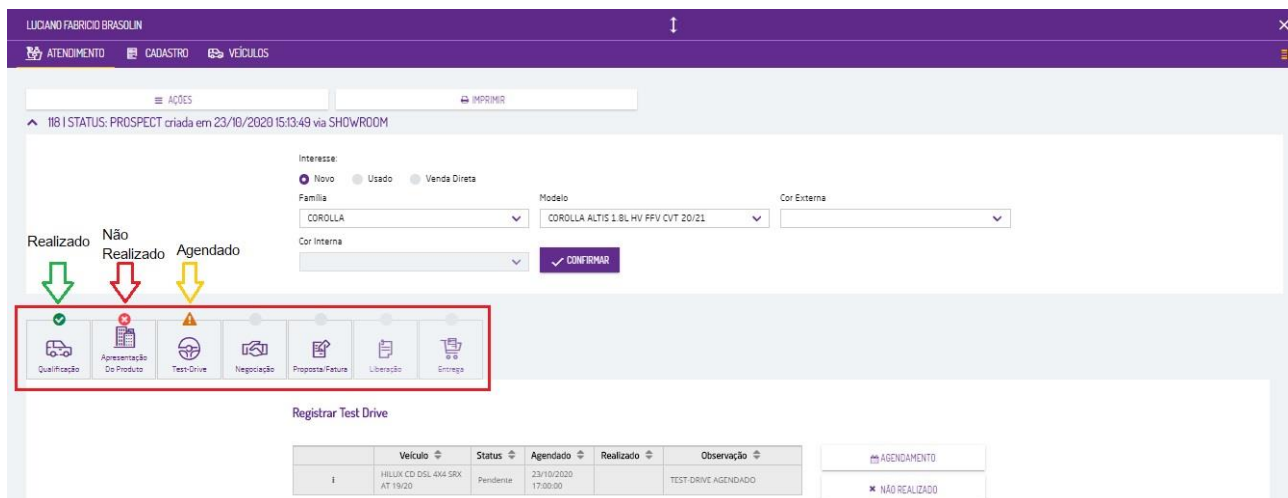 LUCIANO FABRICIO BRASOLIN
ATENDIMENTO CADASTRO VEÍCULOS
AÇÕES IMPRIMIR
118 | STATUS: PROSPECT criada em 23/10/2020 15:13:49 via SHOWROOM
Interesse:
Novo Usado Venda Direta
Família Modelo Cor Externa
COROLLA COROLLA ALTIS 1.8L HV FFV CVT 20/21
Cor Interna
CONFIRMAR
Realizado Não Realizado Agendado
Qualificação Apresentação Do Produto Test-Drive Negociação Proposta/Fatura Liberação Entrega
Registrar Test Drive
Veículo Status Agendado Realizado Observação
HILUX CD DSL 4X4 SRX AT 19/20 Pendente 23/10/2020 17:00:00 TEST-DRIVE AGENDADO
AGENDAMENTO
NÃO REALIZADO